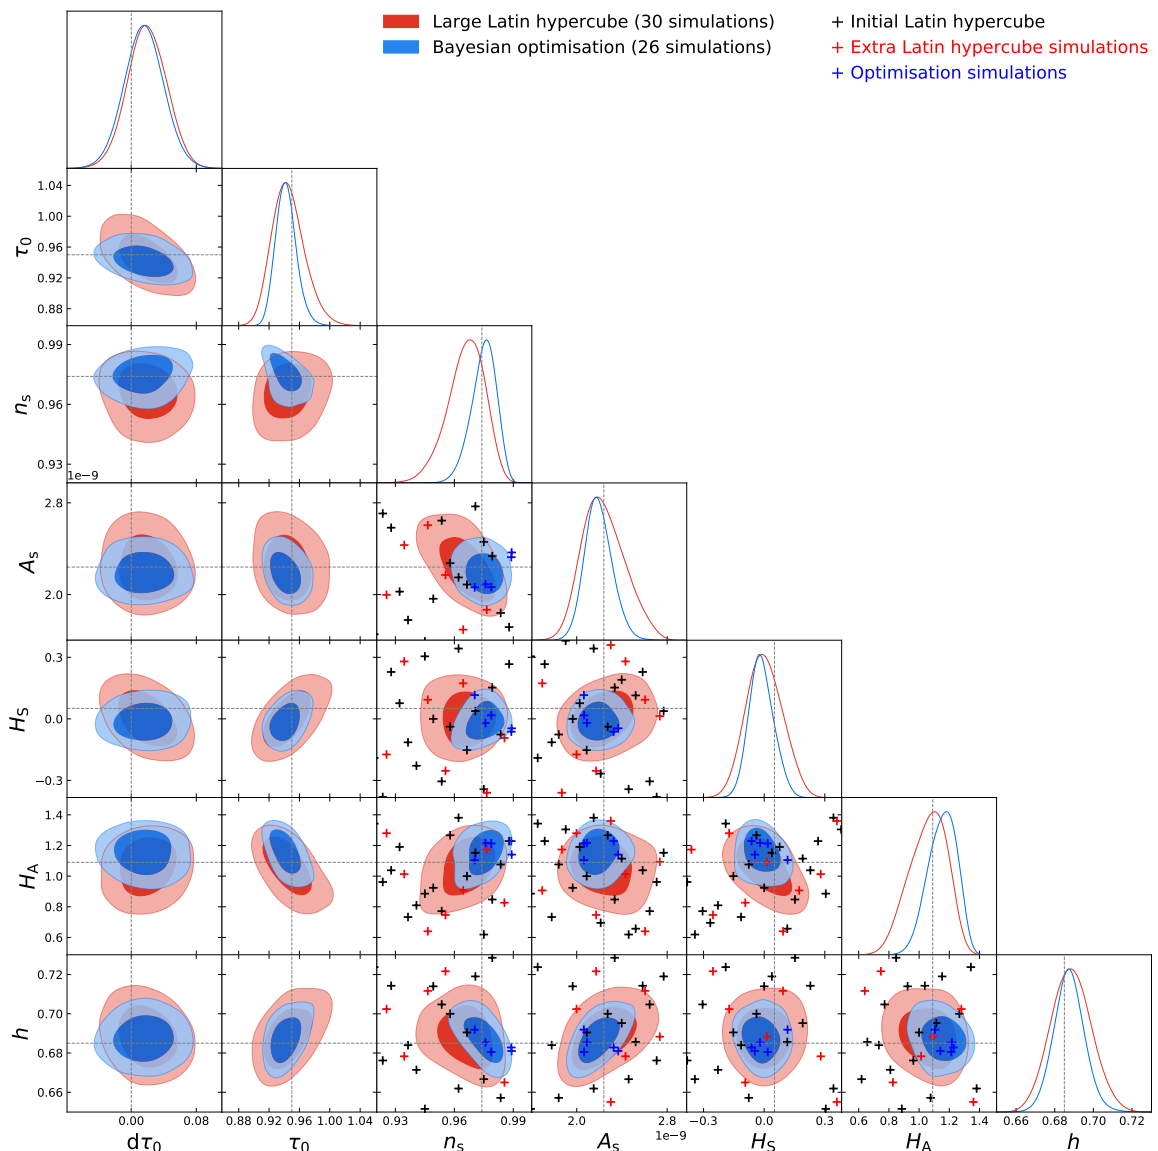 Large Latin hypercube (30 simulations)
Bayesian optimisation (26 simulations)
+ Initial Latin hypercube
+ Extra Latin hypercube simulations
+ Optimisation simulations
1.04
1.00
0.96
0.92
0.88
τ₀
0.99
0.96
0.93
nₛ
1e−9
2.8
2.0
Aₛ
0.3
0.0
−0.3
H_S
1.4
1.2
1.0
0.8
0.6
H_A
0.72
0.70
0.68
0.66
h
0.00 0.08
0.88 0.92 0.96 1.00 1.04
0.93 0.96 0.99
2.0 2.8
−0.3 0.0 0.3
0.6 0.8 1.0 1.2 1.4
0.66 0.68 0.70 0.72
1e−9
dτ₀ τ₀ nₛ Aₛ H_S H_A h